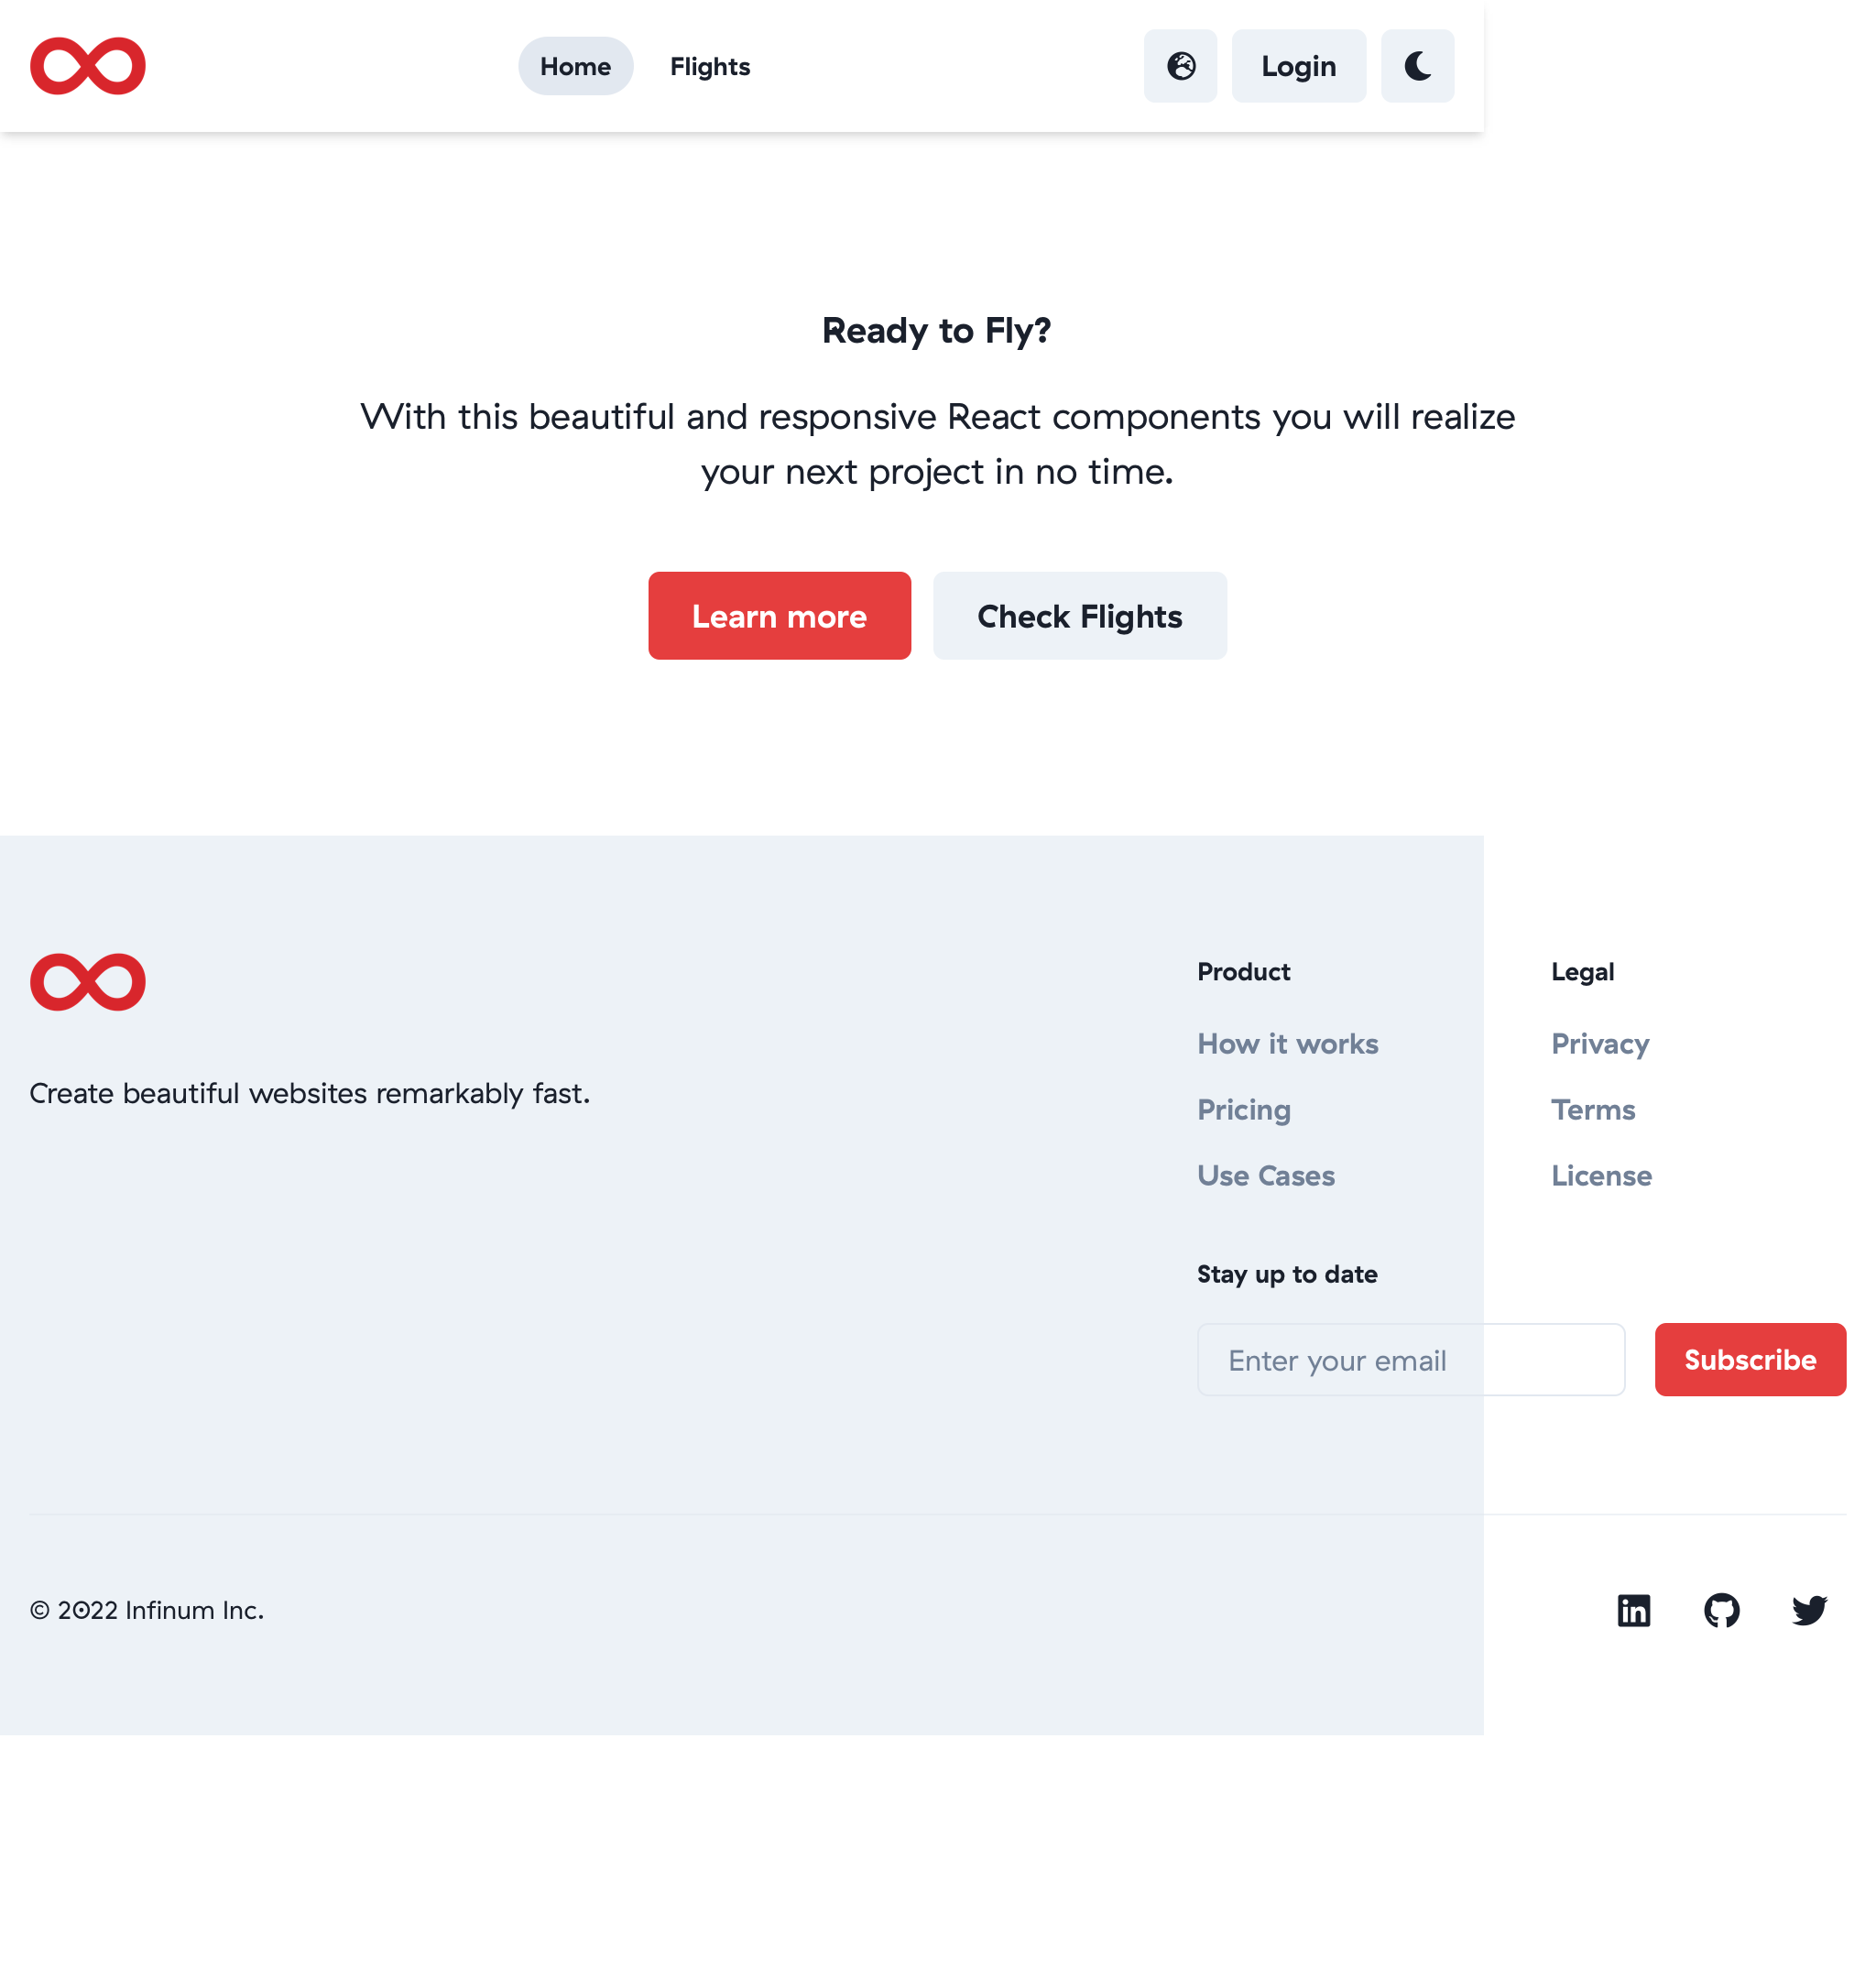 Home
Flights
Login
Ready to Fly?
With this beautiful and responsive React components you will realize
your next project in no time.
Learn more
Check Flights
Create beautiful websites remarkably fast.
Product
How it works
Pricing
Use Cases
Legal
Privacy
Terms
License
Stay up to date
Enter your email
Subscribe
© 2022 Infinum Inc.